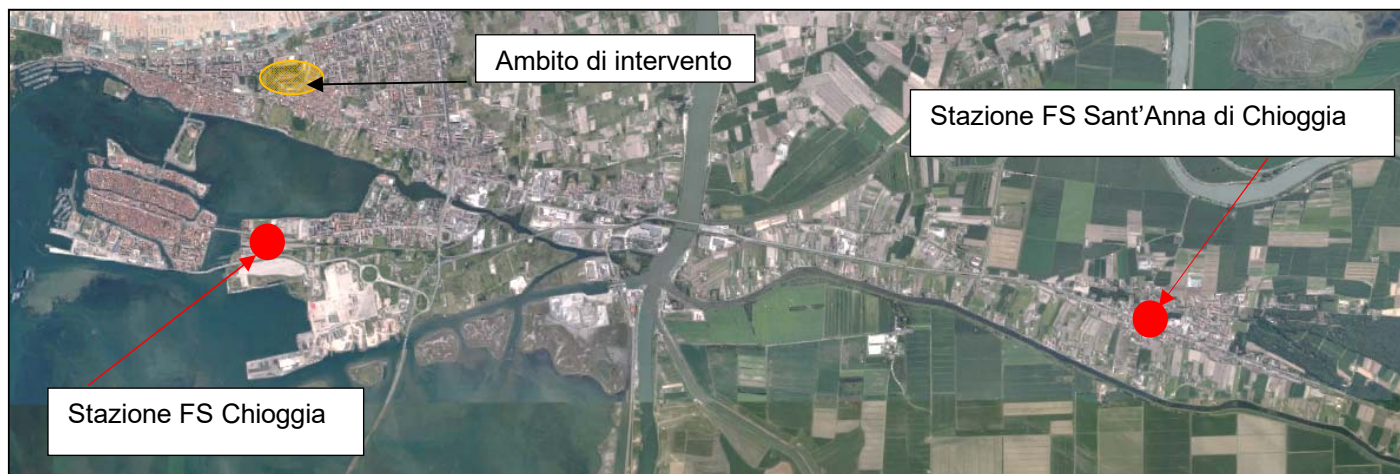 Ambito di intervento
Stazione FS Sant'Anna di Chioggia
Stazione FS Chioggia